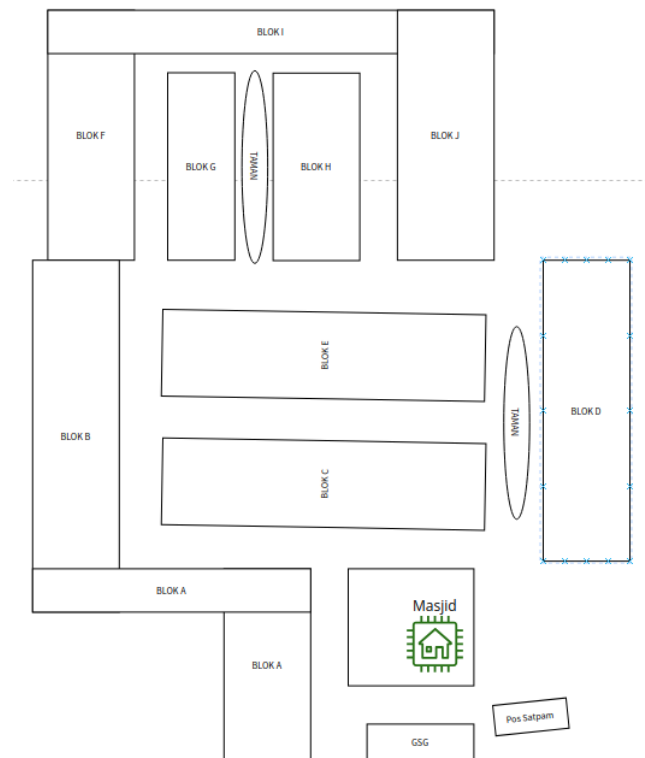 BLOK I
BLOK F
BLOK G
TAMAN
BLOK H
BLOK J
BLOK E
BLOK B
TAMAN
BLOK D
BLOK C
BLOK A
Masjid
BLOK A
Pos Satpam
GSG